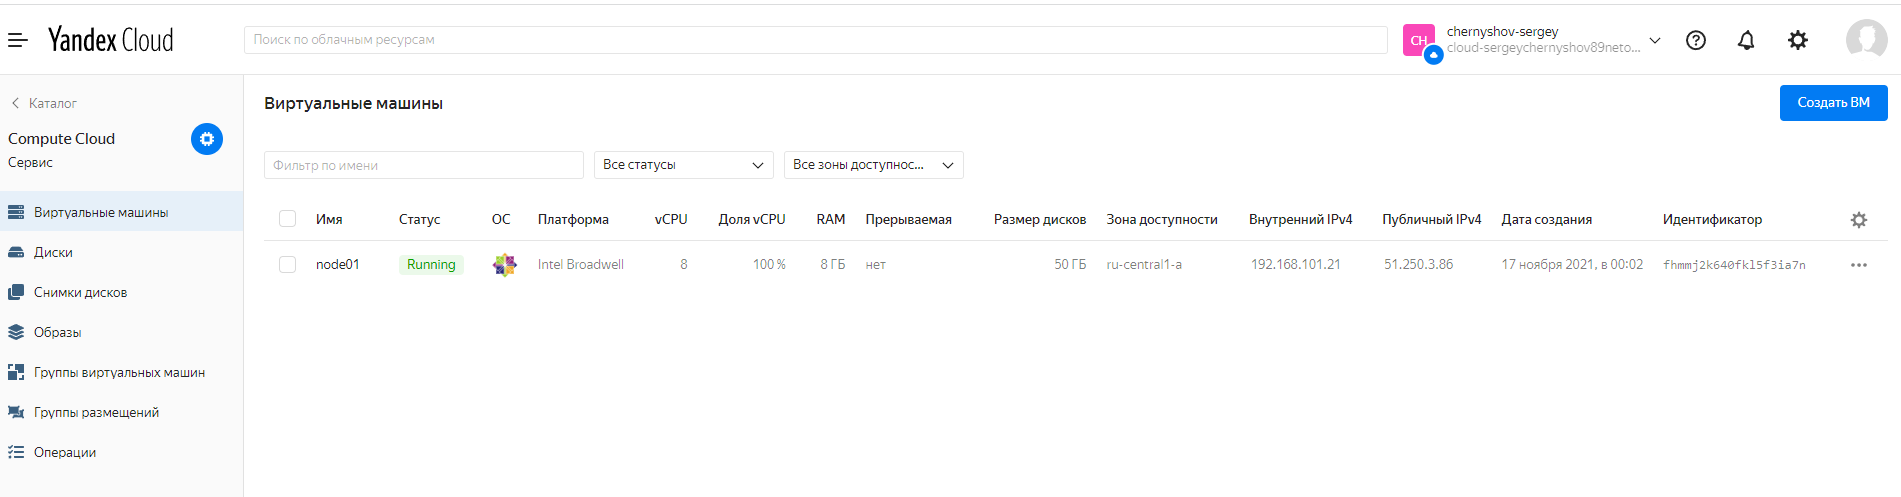 Yandex Cloud
Поиск по облачным ресурсам
CH
chernyshov-sergey
cloud-sergeychernyshov89neto...
Каталог
Compute Cloud
Сервис
Виртуальные машины
Диски
Снимки дисков
Образы
Группы виртуальных машин
Группы размещений
Операции
Виртуальные машины
Создать ВМ
Фильтр по имени
Все статусы
Все зоны доступнос...
Имя Статус ОС Платформа vCPU Доля vCPU RAM Прерываемая Размер дисков Зона доступности Внутренний IPv4 Публичный IPv4 Дата создания Идентификатор
node01 Running Intel Broadwell 8 100 % 8 ГБ нет 50 ГБ ru-central1-a 192.168.101.21 51.250.3.86 17 ноября 2021, в 00:02 fhmmj2k640fkl5f3ia7n